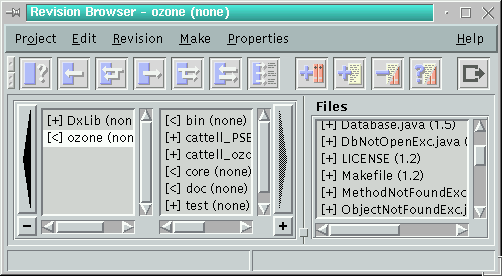 Revision Browser - ozone (none)
Project Edit Revision Make Properties Help
Files
[+] DxLib (non
[<] ozone (non
[<] bin (none)
[+] cattell_PSE
[+] cattell_ozo
[<] core (none)
[<] doc (none)
[+] test (none)
[+] Database.java (1.5)
[+] DbNotOpenExc.java (
[+] LICENSE (1.2)
[+] Makefile (1.2)
[+] MethodNotFoundExc
[+] ObjectNotFoundExc.j